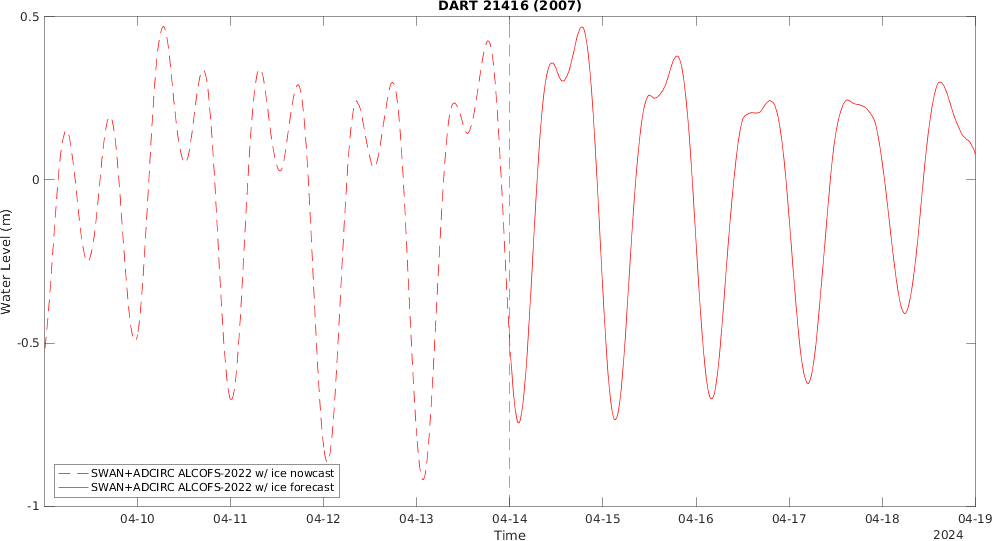 DART 21416 (2007)
0.5
0
-0.5
-1
Water Level (m)
SWAN+ADCIRC ALCOFS-2022 w/ ice nowcast
SWAN+ADCIRC ALCOFS-2022 w/ ice forecast
04-10 04-11 04-12 04-13 04-14 04-15 04-16 04-17 04-18 04-19
Time
2024